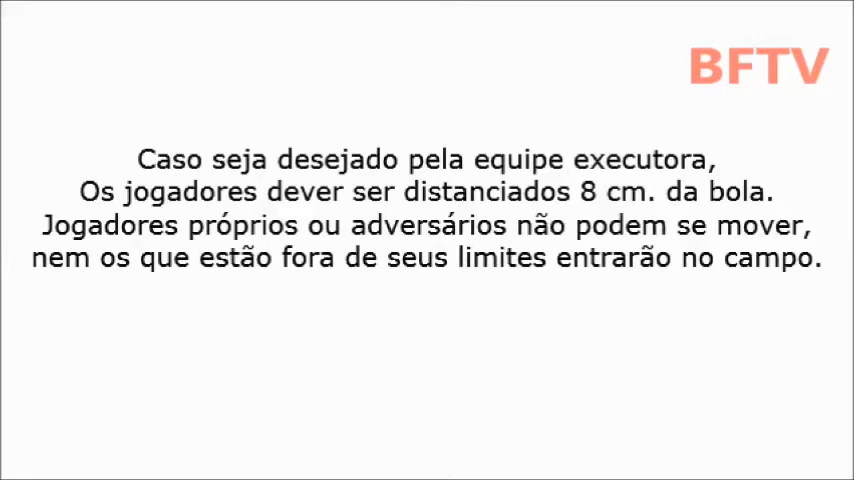 BFTV
Caso seja desejado pela equipe executora,
Os jogadores dever ser distanciados 8 cm. da bola.
Jogadores próprios ou adversários não podem se mover,
nem os que estão fora de seus limites entrarão no campo.